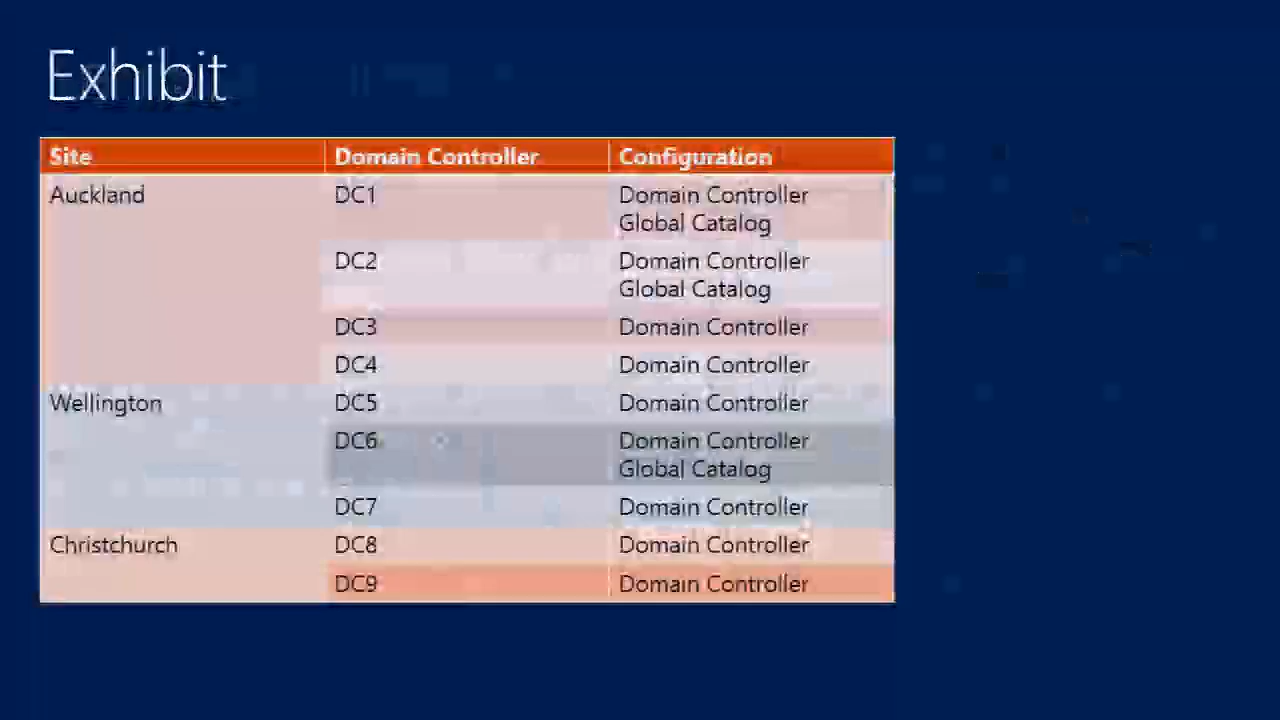 Exhibit
Site Domain Controller Configuration
Auckland DC1 Domain Controller
Global Catalog
DC2 Domain Controller
Global Catalog
DC3 Domain Controller
DC4 Domain Controller
Wellington DC5 Domain Controller
DC6 Domain Controller
Global Catalog
DC7 Domain Controller
Christchurch DC8 Domain Controller
DC9 Domain Controller